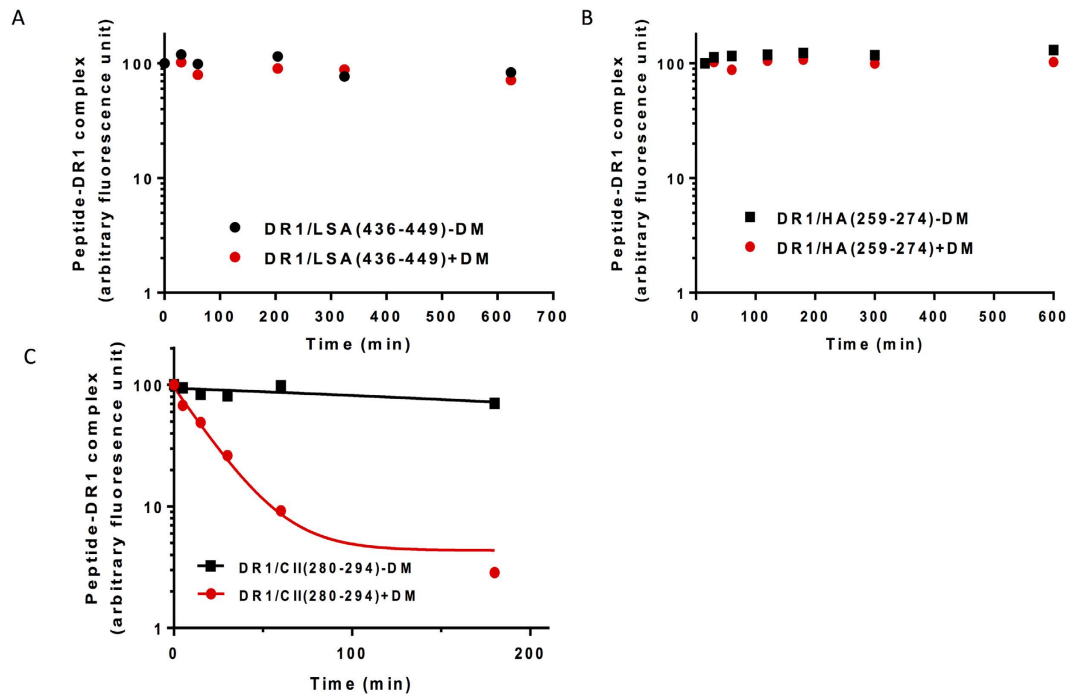 A
Peptide-DR1 complex
(arbitrary fluorescence unit)
100
10
1
DR1/LSA(436-449)-DM
DR1/LSA(436-449)+DM
0 100 200 300 400 500 600 700
Time (min)
B
Peptide-DR1 complex
(arbitrary fluorescence unit)
100
10
1
DR1/HA(259-274)-DM
DR1/HA(259-274)+DM
0 100 200 300 400 500 600
Time (min)
C
Peptide-DR1 complex
(arbitrary fluoresence unit)
100
10
1
DR1/CII(280-294)-DM
DR1/CII(280-294)+DM
0 100 200
Time (min)